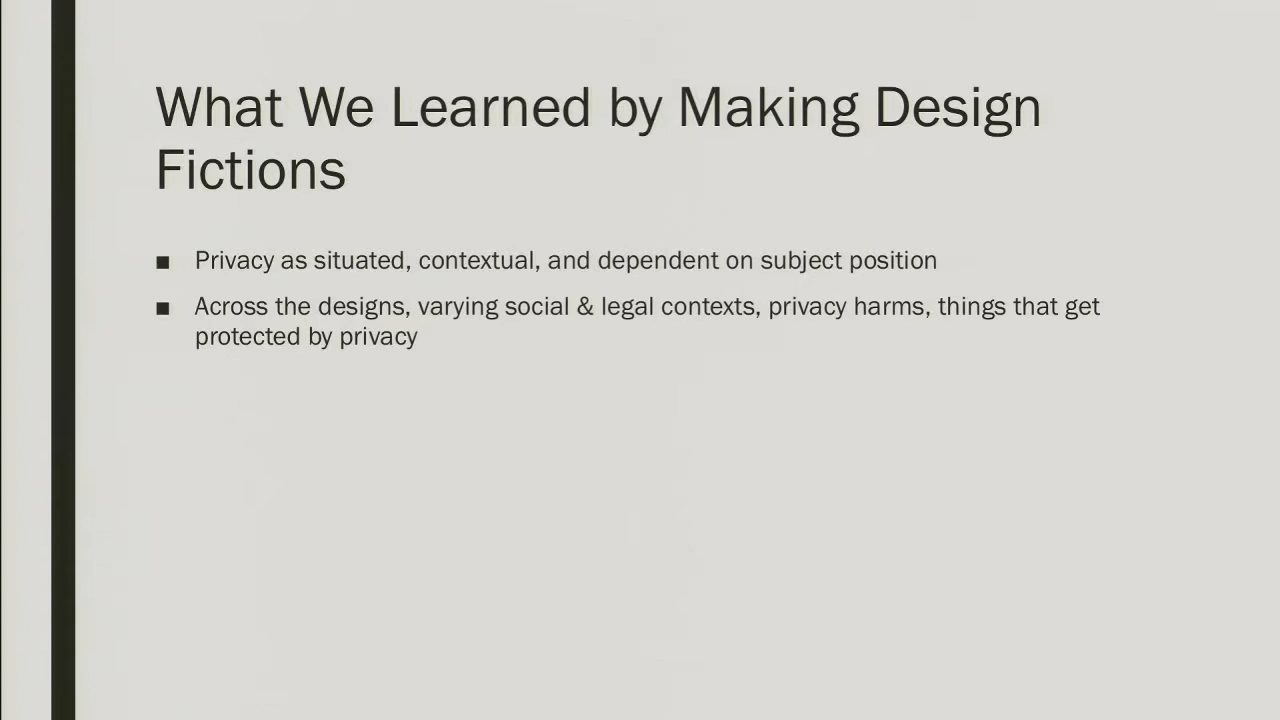 What We Learned by Making Design
Fictions
■ Privacy as situated, contextual, and dependent on subject position
■ Across the designs, varying social & legal contexts, privacy harms, things that get
protected by privacy